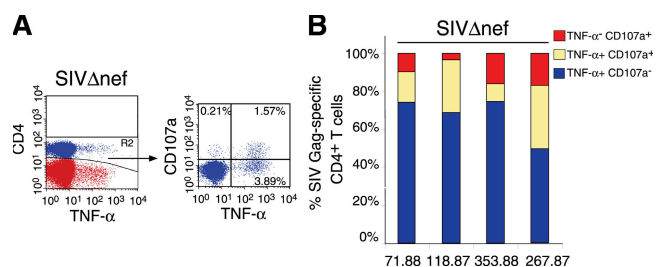 A
SIVΔnef
CD4
10⁰ 10¹ 10² 10³ 10⁴
R2
10⁰ 10¹ 10² 10³ 10⁴
TNF-α
CD107a
10⁰ 10¹ 10² 10³ 10⁴
0.21% 1.57%
3.89%
10⁰ 10¹ 10² 10³ 10⁴
TNF-α
B
SIVΔnef
TNF-α⁻ CD107a⁺
TNF-α+ CD107a⁺
TNF-α+ CD107a⁻
% SIV Gag-specific
CD4⁺ T cells
100%
80%
60%
40%
20%
0%
71.88 118.87 353.88 267.87